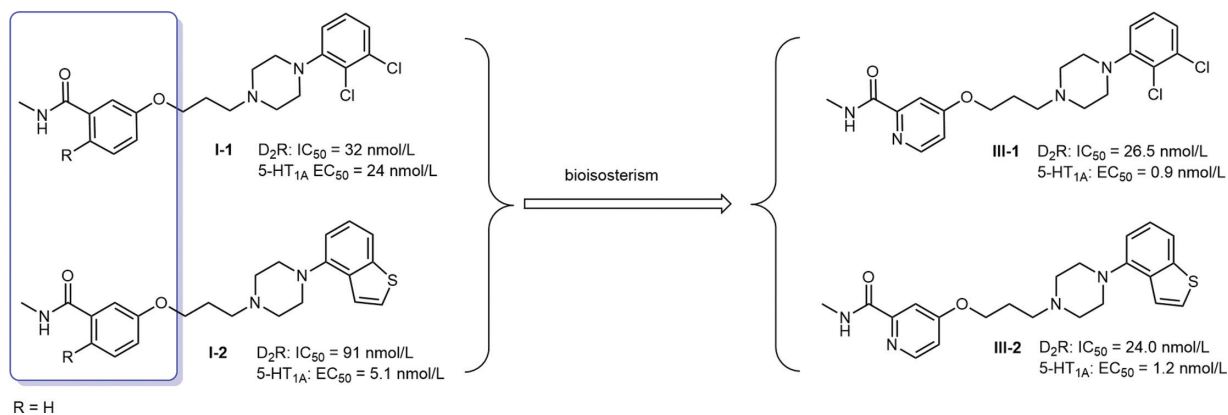 O
N
H
R
O
N
N
Cl
Cl
I-1
D2R: IC50 = 32 nmol/L
5-HT1A EC50 = 24 nmol/L
O
N
H
R
O
N
N
S
I-2
D2R: IC50 = 91 nmol/L
5-HT1A: EC50 = 5.1 nmol/L
R = H
bioisosterism
O
N
H
N
O
N
N
Cl
Cl
III-1
D2R: IC50 = 26.5 nmol/L
5-HT1A: EC50 = 0.9 nmol/L
O
N
H
N
O
N
N
S
III-2
D2R: IC50 = 24.0 nmol/L
5-HT1A: EC50 = 1.2 nmol/L